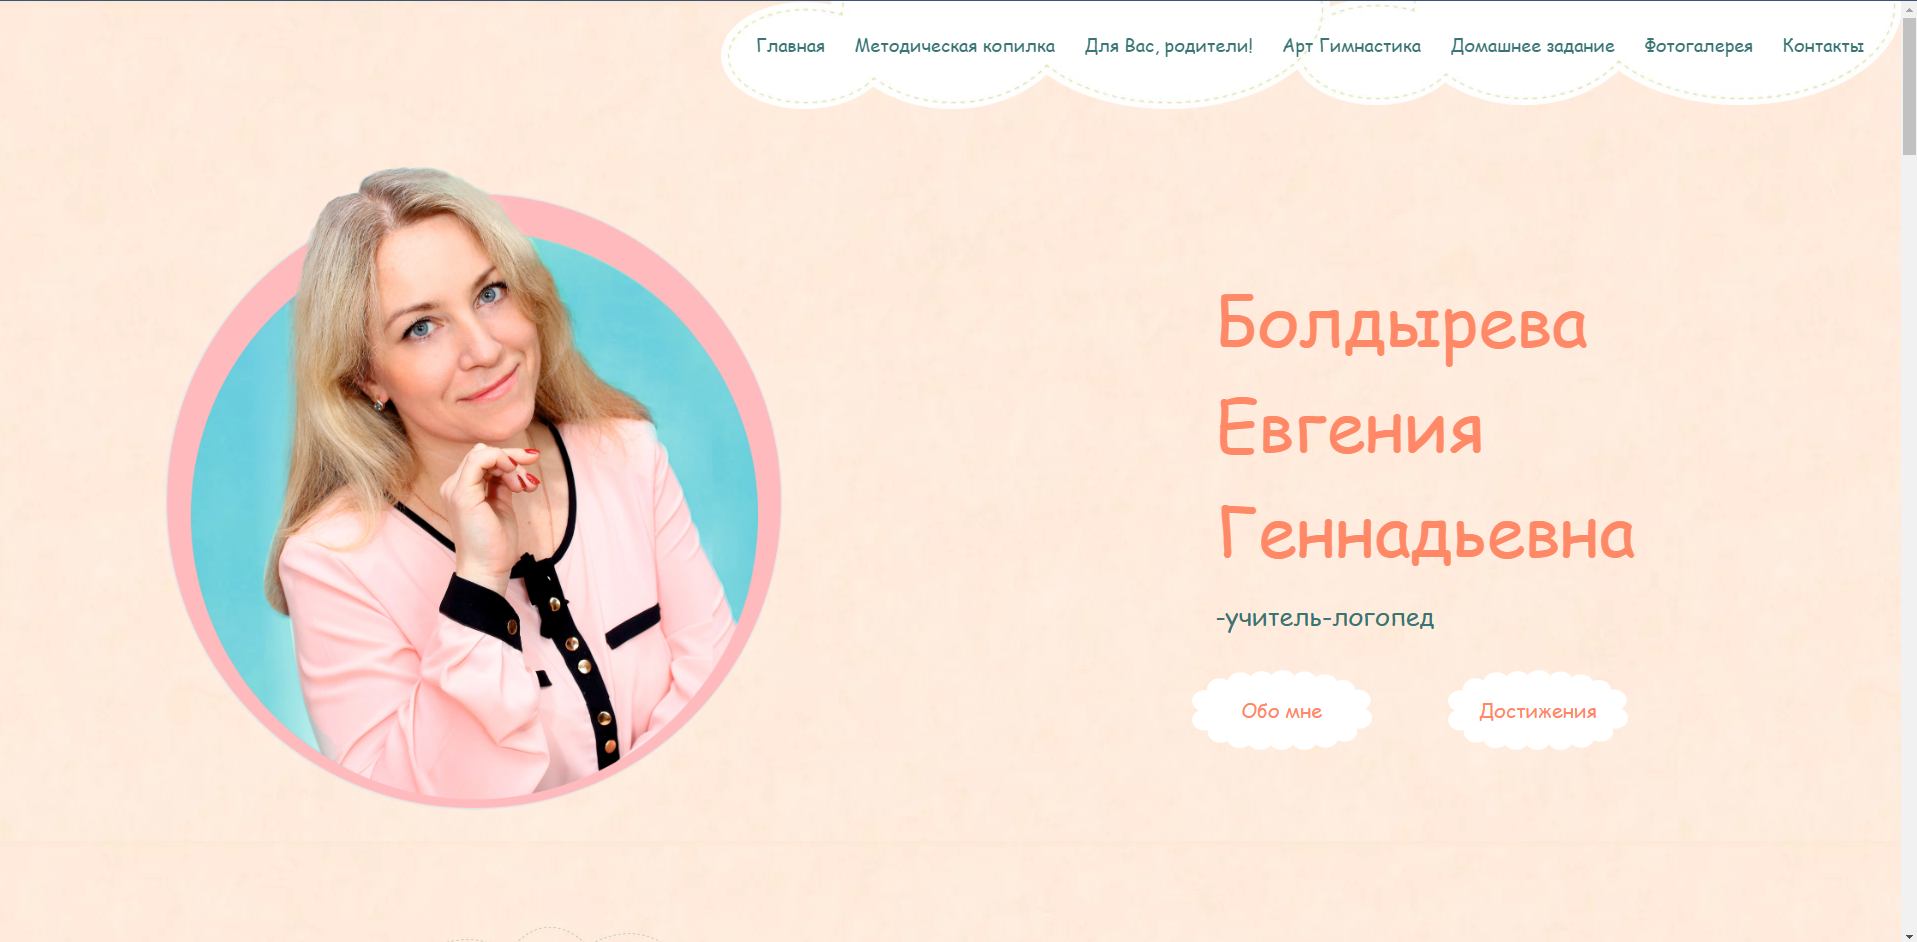 Главная Методическая копилка Для Вас, родители! Арт Гимнастика Домашнее задание Фотогалерея Контакты
Болдырева
Евгения
Геннадьевна
-учитель-логопед
Обо мне Достижения